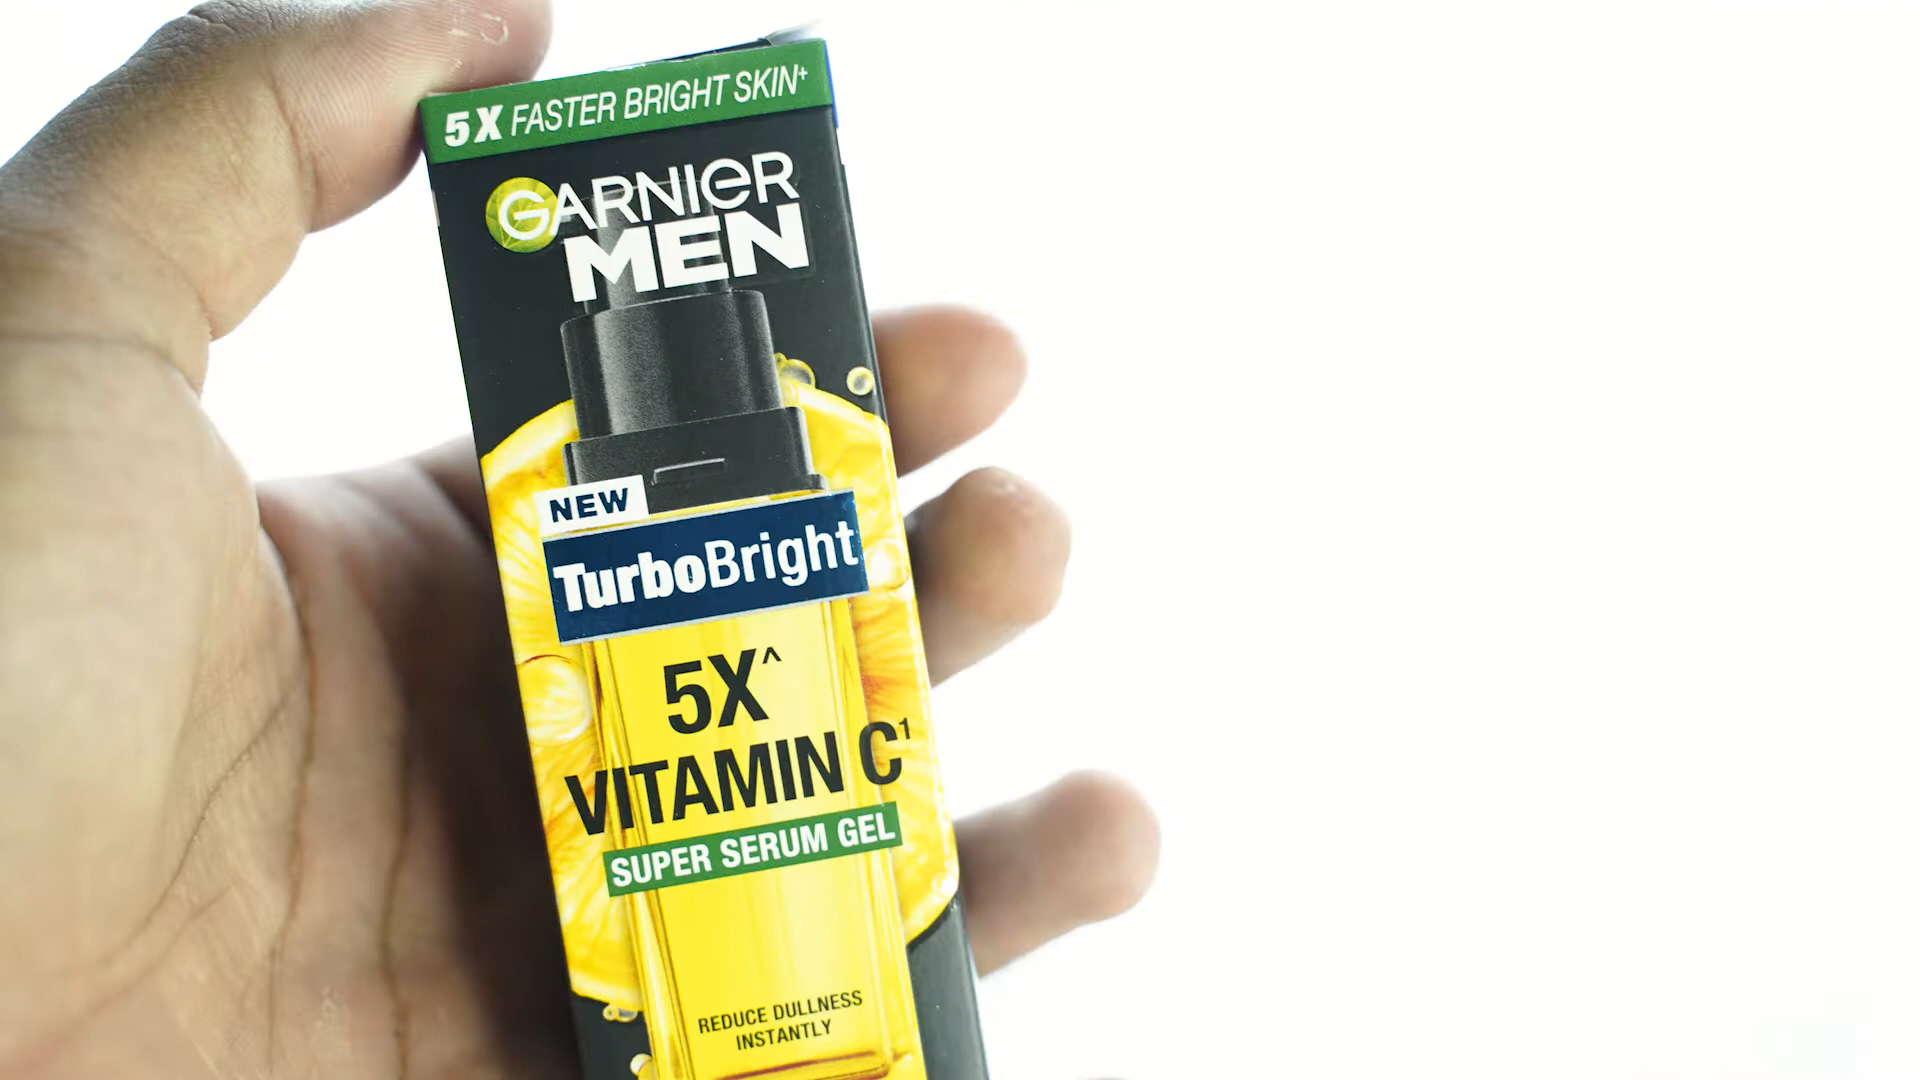 5X FASTER BRIGHT SKIN+
GARNIER
MEN
NEW
TurboBright
5X^
VITAMIN C¹
SUPER SERUM GEL
REDUCE DULLNESS
INSTANTLY